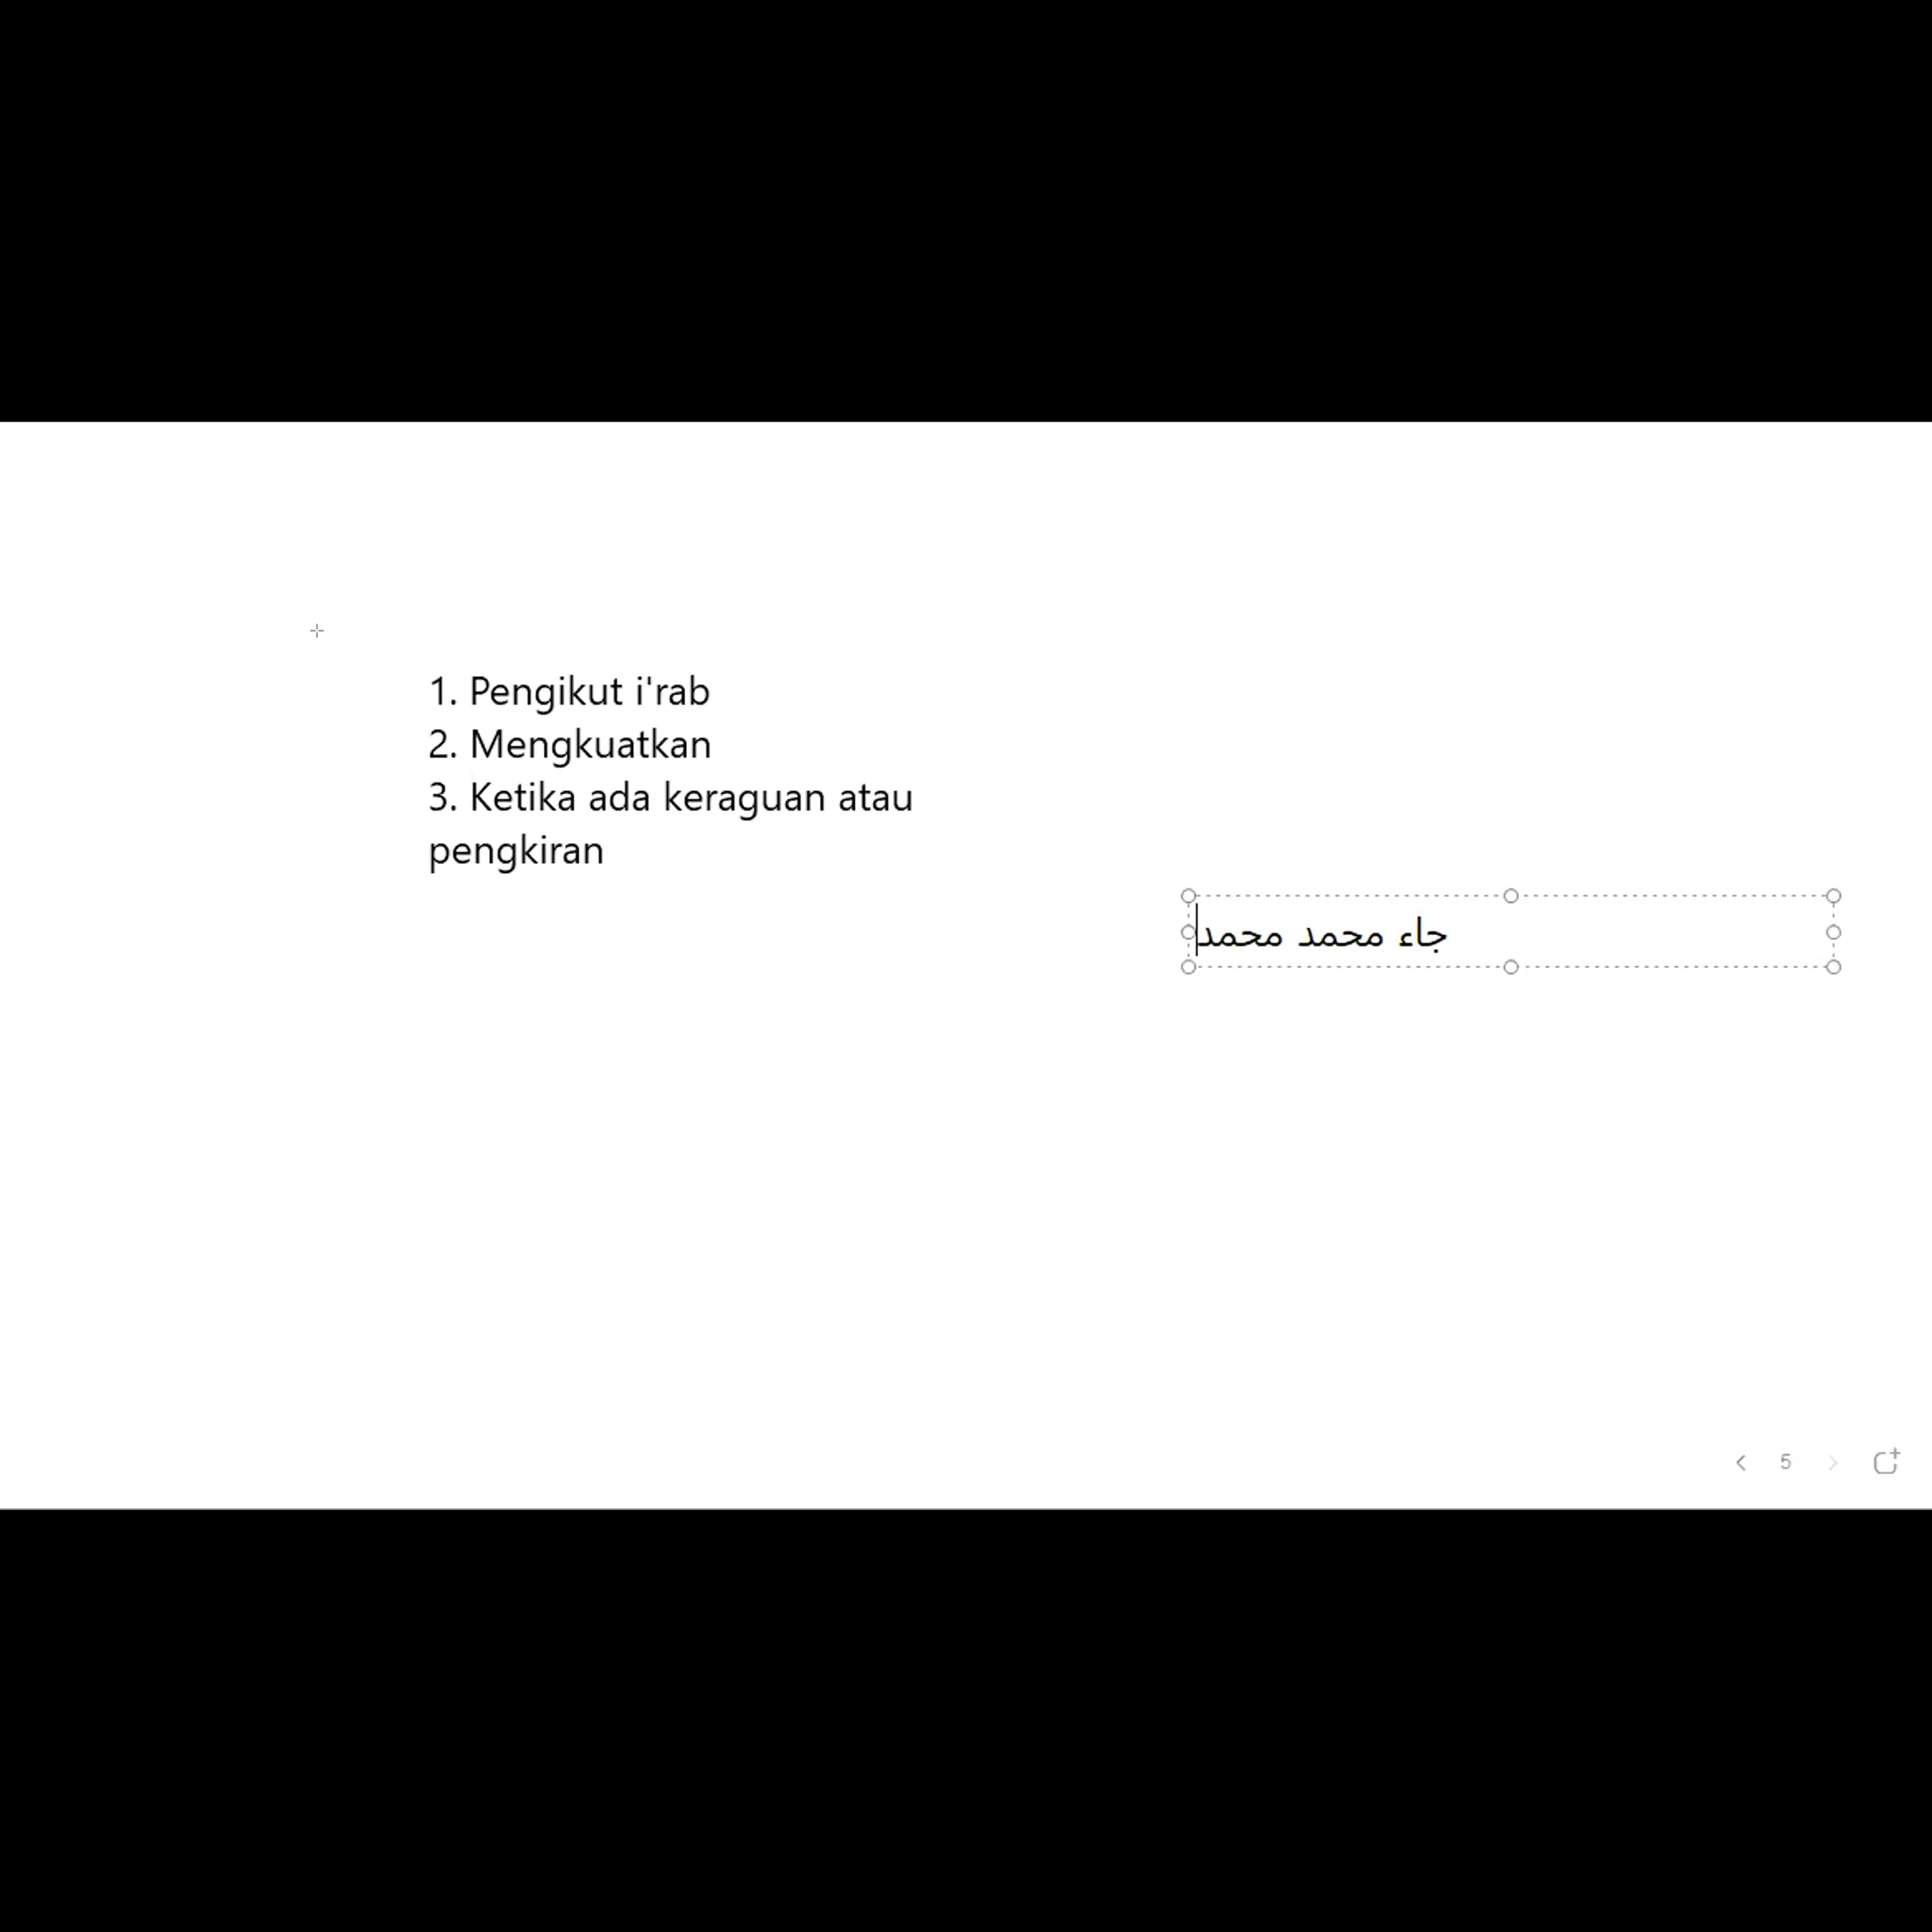 1. Pengikut i'rab
2. Mengkuatkan
3. Ketika ada keraguan atau
pengkiran
جاء محمد محمد
5